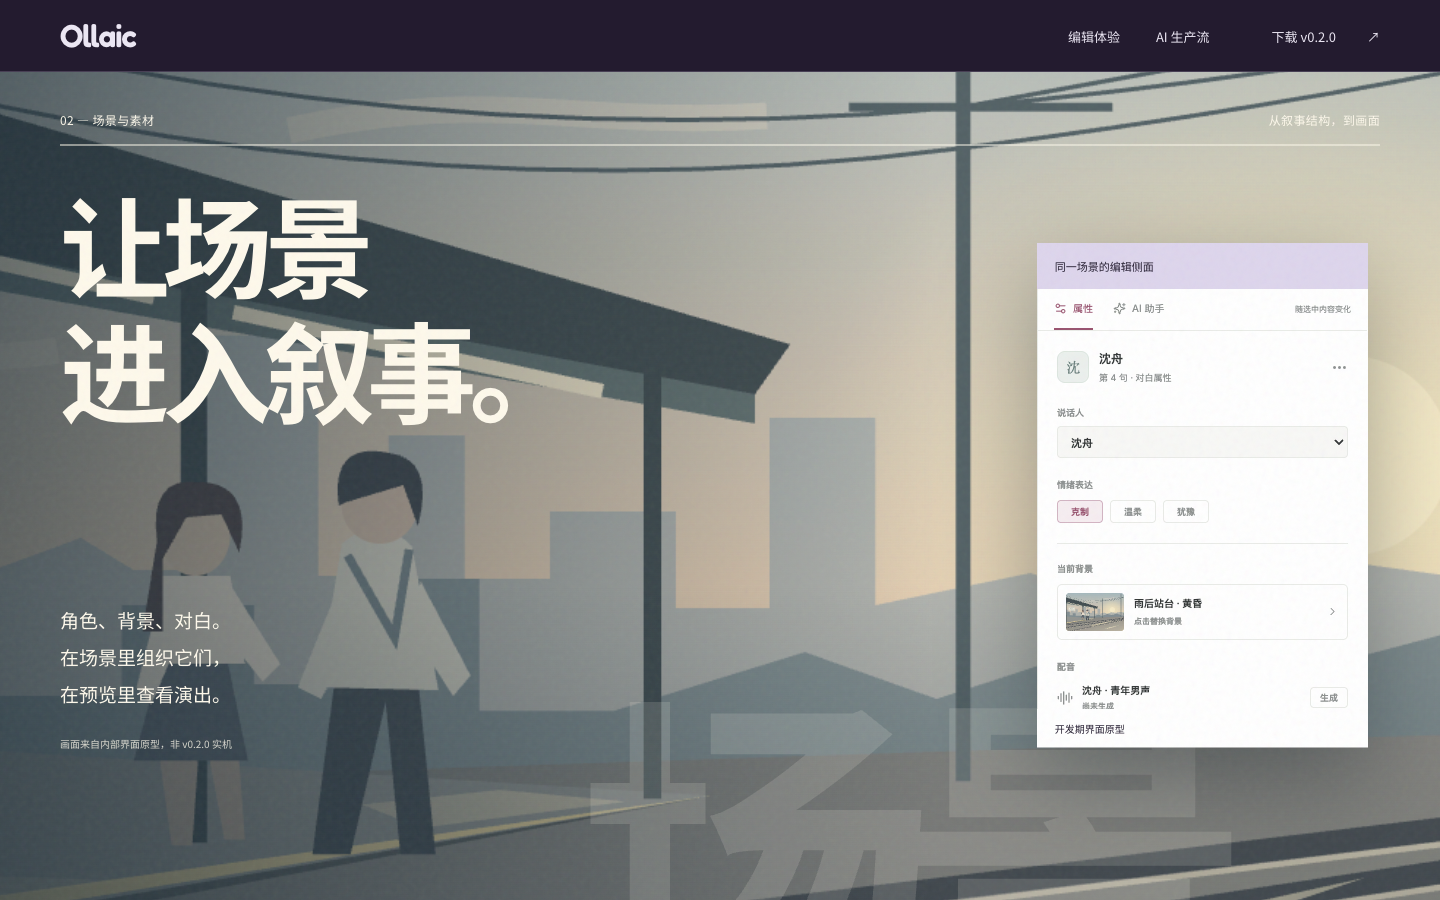 Ollaic
编辑体验
AI 生产流
下载 v0.2.0 ↗
02 — 场景与素材
从叙事结构，到画面
让场景
进入叙事。
角色、背景、对白。
在场景里组织它们，
在预览里查看演出。
画面来自内部界面原型，非 v0.2.0 实机
场景
同一场景的编辑侧面
属性
AI 助手
随选中内容变化
沈
沈舟
第 4 句 · 对白属性
说话人
沈舟
情绪表达
克制
温柔
犹豫
当前背景
雨后站台 · 黄昏
点击替换背景
配音
沈舟 · 青年男声
尚未生成
生成
开发期界面原型